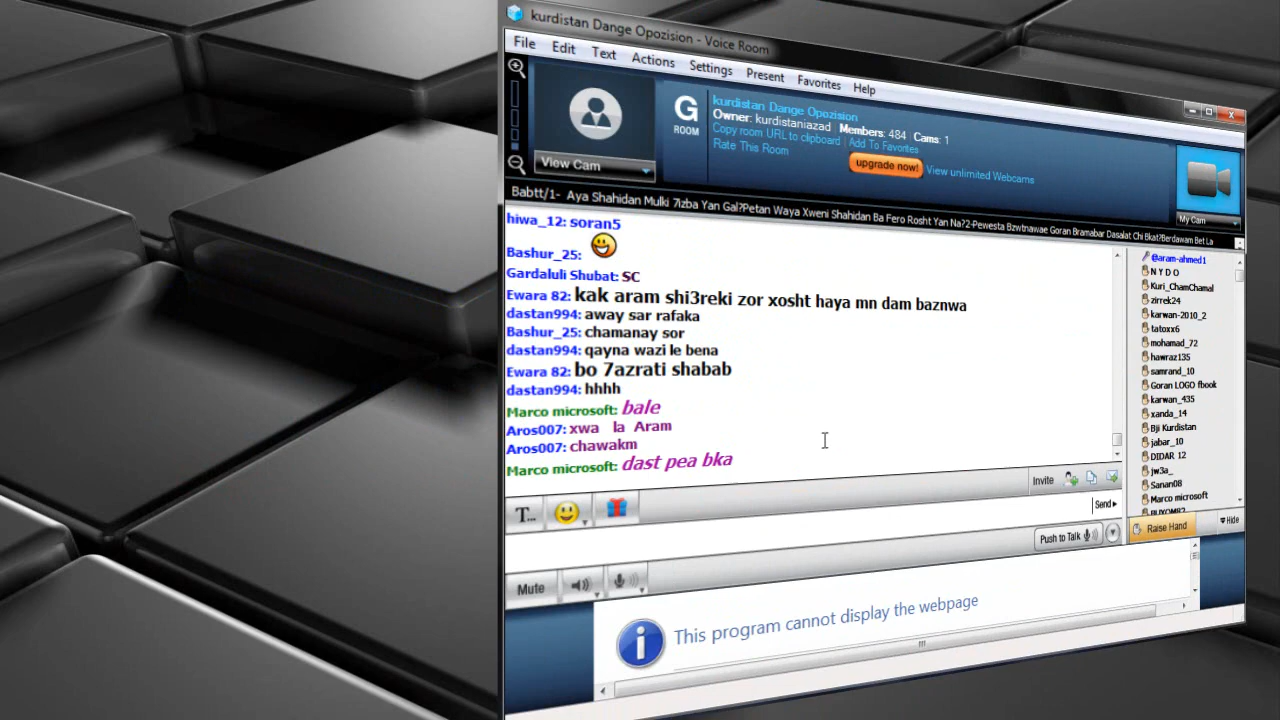 kurdistan Dange Opozision - Voice Room
File Edit Text Actions Settings Present Favorites Help
View Cam
G
ROOM
kurdistan Dange Opozision
Owner: kurdistaniazad | Members: 484 | Cams: 1
Copy room URL to clipboard | Add To Favorites
Rate This Room
upgrade now! View unlimited Webcams
My Cam
Babtt/1- Aya Shahidan Mulki 7izba Yan Gal?Petan Waya Xweni Shahidan Ba Fero Rosht Yan Na?2-Pewesta Bzwtnawae Goran Bramabar Dasalat Chi Bkat?Berdawam Bet La
hiwa_12: soran5
Bashur_25:
Gardaluli Shubat: SC
Ewara 82: kak aram shi3reki zor xosht haya mn dam baznwa
dastan994: away sar rafaka
Bashur_25: chamanay sor
dastan994: qayna wazi le bena
Ewara 82: bo 7azrati shabab
dastan994: hhhh
Marco microsoft: bale
Aros007: xwa la Aram
Aros007: chawakm
Marco microsoft: dast pea bka
@aram-ahmed1
N Y D O
Kuri_ChamChamal
zirrek24
karwan-2010_2
tatoxx6
mohamad_72
hawraz135
samrand_10
Goran LOGO fbook
karwan_435
xanda_14
Bji Kurdistan
jabar_10
DIDAR 12
jw3a_
Sanan08
Marco microsoft
Invite
T...
Send
Raise Hand
Hide
Push to Talk
Mute
This program cannot display the webpage